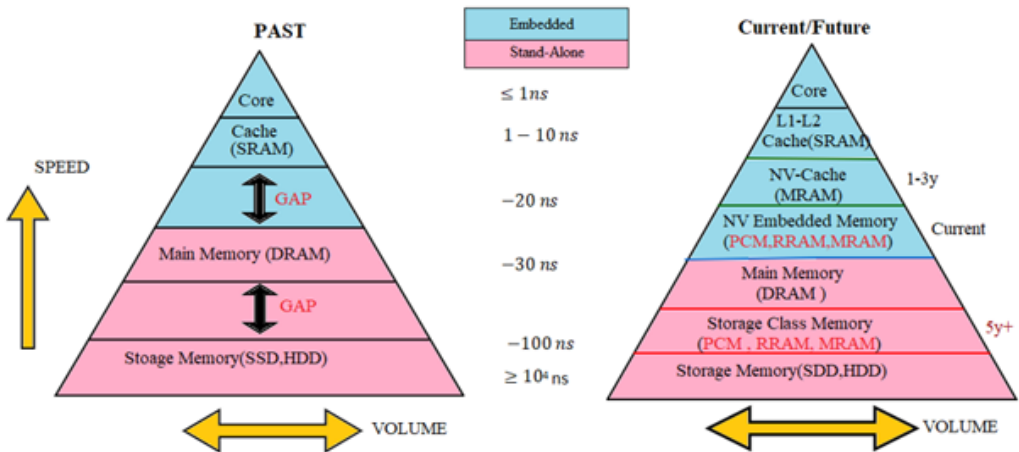 PAST
Embedded
Stand-Alone
Current/Future
Core
Cache
(SRAM)
GAP
Main Memory (DRAM)
GAP
Stoage Memory(SSD,HDD)
SPEED
VOLUME
≤ 1ns
1 − 10 ns
−20 ns
−30 ns
−100 ns
≥ 10⁴ ns
Core
L1-L2
Cache(SRAM)
NV-Cache
(MRAM)
1-3y
NV Embedded Memory
(PCM,RRAM,MRAM)
Current
Main Memory
(DRAM )
Storage Class Memory
(PCM , RRAM, MRAM)
5y+
Storage Memory(SDD,HDD)
VOLUME